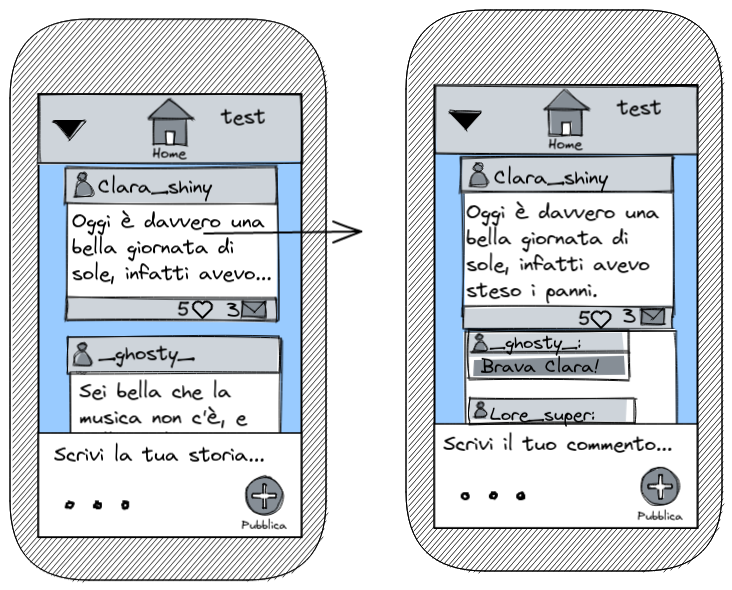 test
Home
Clara_shiny
Oggi è davvero una
bella giornata di
sole, infatti avevo...
5 3
_ghosty_
Sei bella che la
musica non c'è, e
Scrivi la tua storia...
Pubblica
test
Home
Clara_shiny
Oggi è davvero una
bella giornata di
sole, infatti avevo
steso i panni.
5 3
_ghosty_:
Brava Clara!
Lore_super:
Scrivi il tuo commento...
Pubblica